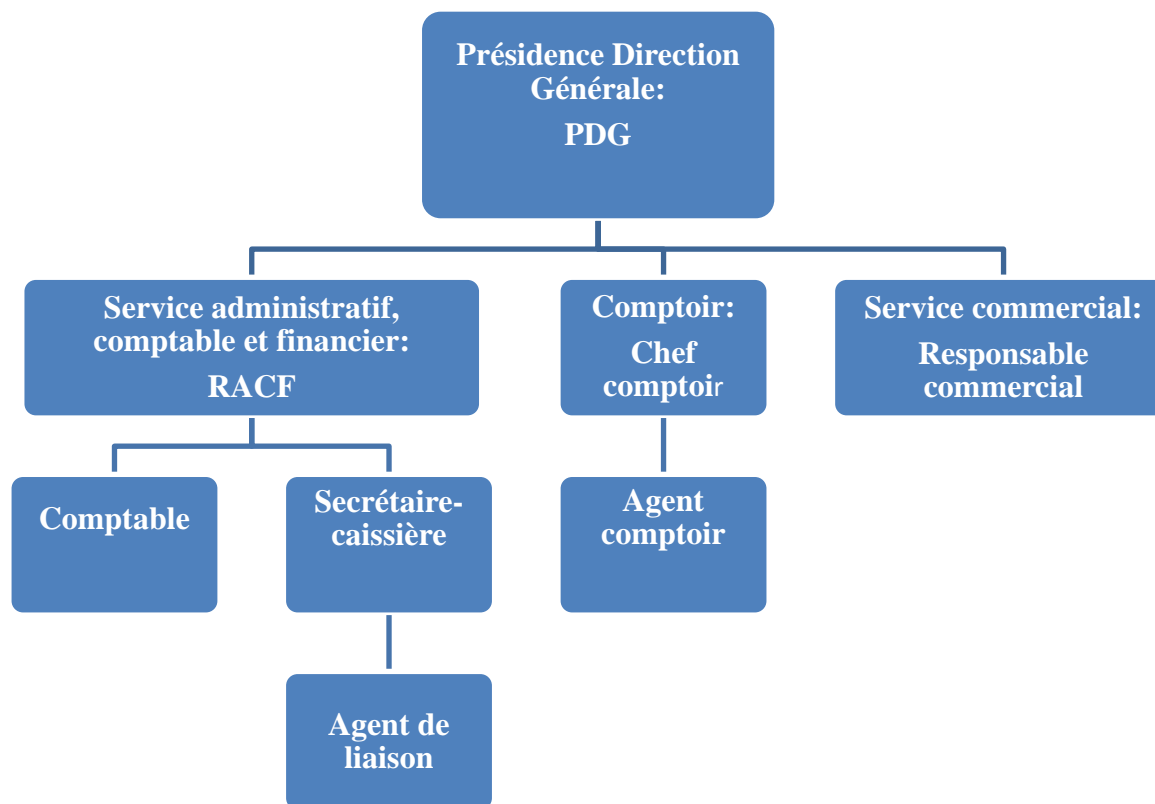 Présidence Direction
Générale:
PDG
Service administratif,
comptable et financier:
RACF
Comptoir:
Chef
comptoir
Service commercial:
Responsable
commercial
Comptable
Secrétaire-
caissière
Agent
comptoir
Agent de
liaison